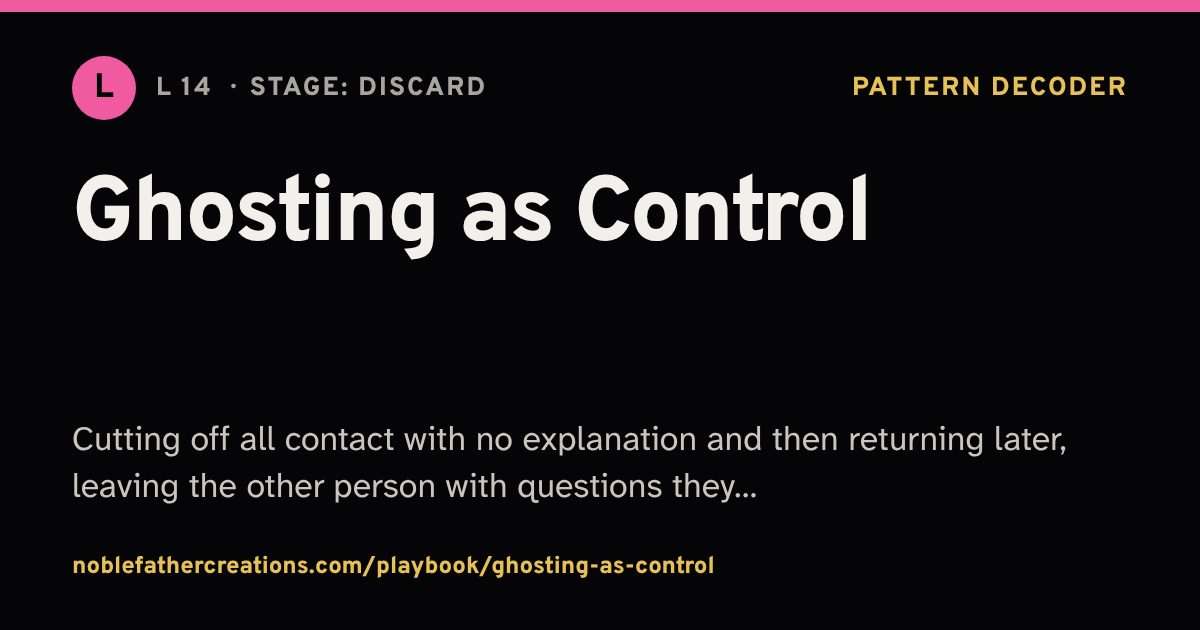 L
L 14 · STAGE: DISCARD
PATTERN DECODER
Ghosting as Control
Cutting off all contact with no explanation and then returning later,
leaving the other person with questions they...
noblefathercreations.com/playbook/ghosting-as-control